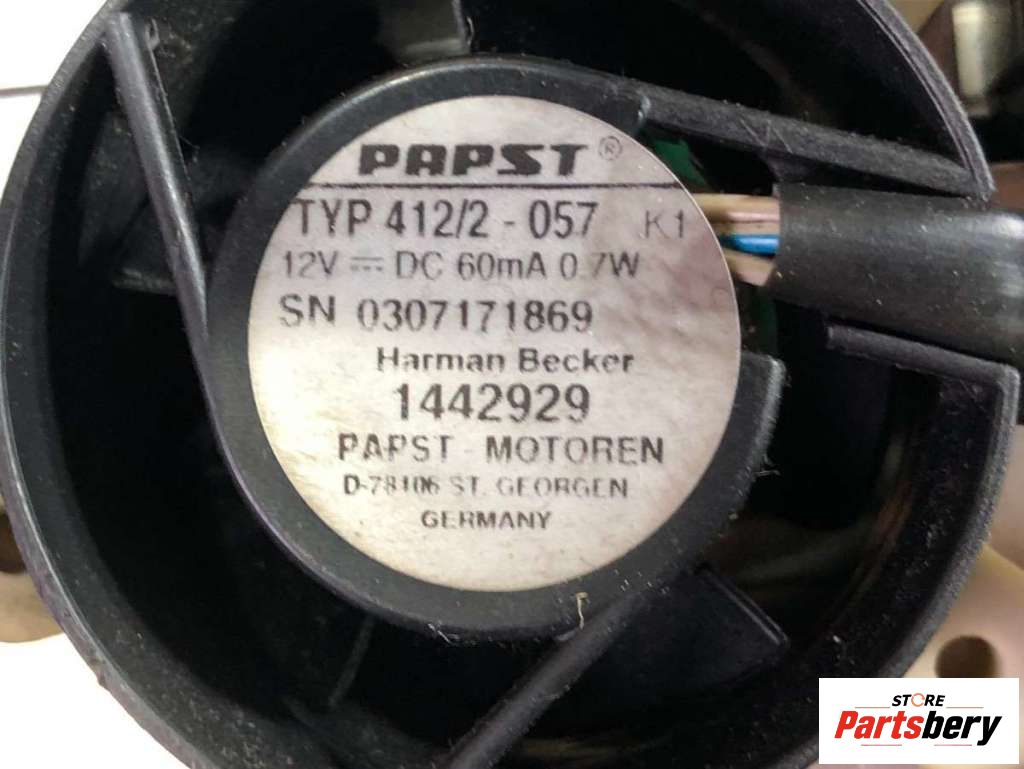 PAPST ®
TYP 412/2 - 057 K1
12V ⎓ DC 60mA 0.7W
SN 0307171869
Harman Becker
1442929
PAPST - MOTOREN
D-78106 ST. GEORGEN
GERMANY
STORE
Partsbery